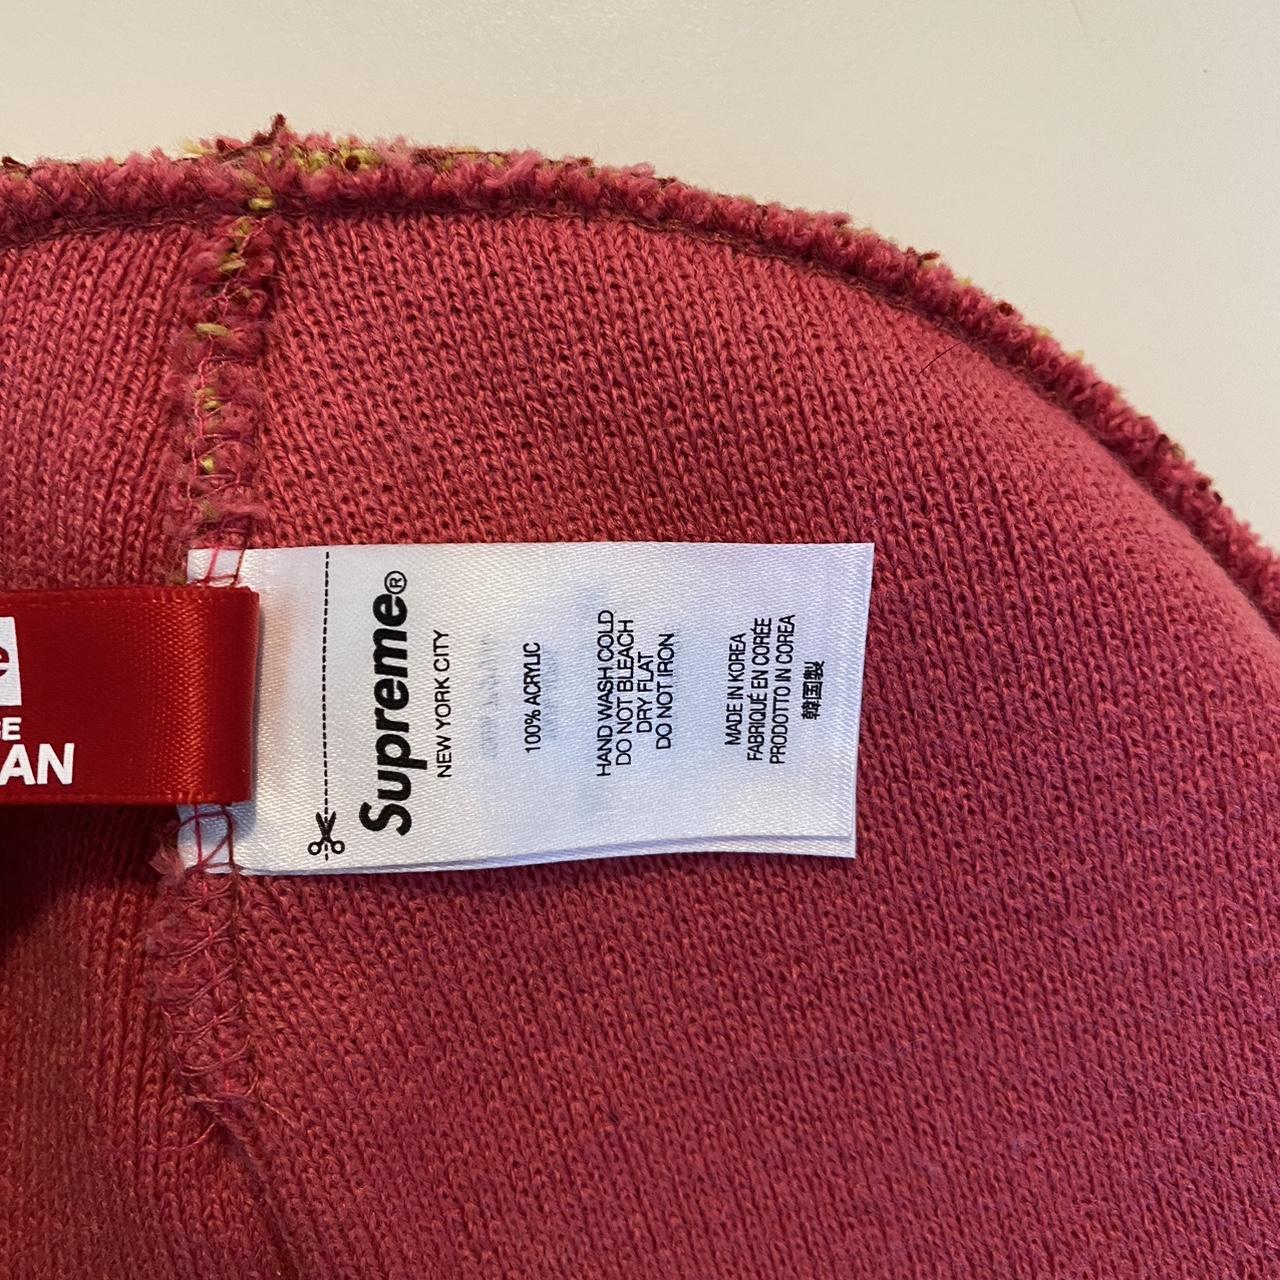 Supreme®
NEW YORK CITY
100% ACRYLIC
HAND WASH COLD
DO NOT BLEACH
DRY FLAT
DO NOT IRON
MADE IN KOREA
FABRIQUÉ EN CORÉE
PRODOTTO IN COREA
韓国製